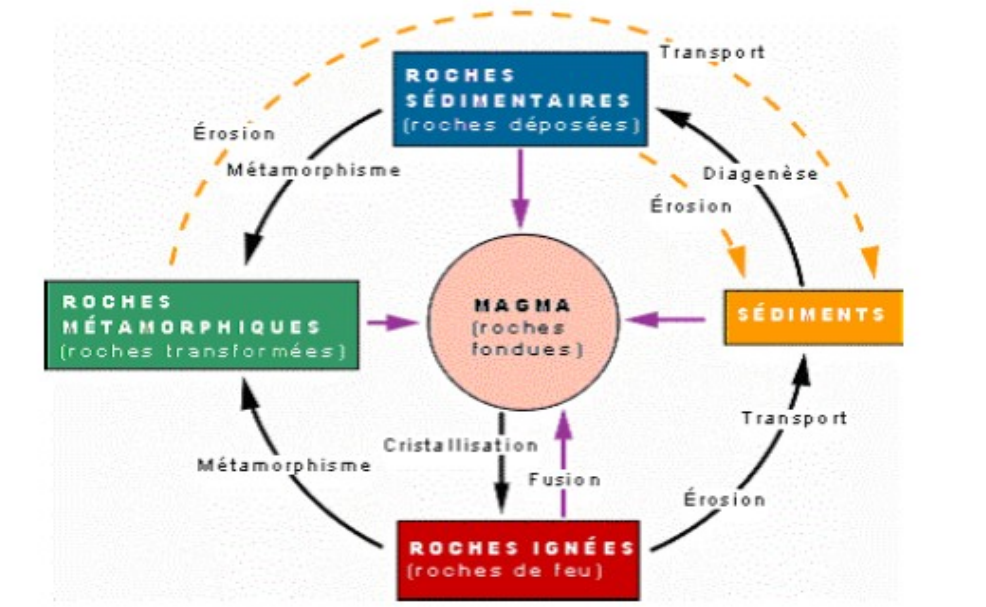 Transport
ROCHES
SÉDIMENTAIRES
(roches déposées)
Érosion
Métamorphisme
Diagenèse
Érosion
ROCHES
MÉTAMORPHIQUES
(roches transformées)
MAGMA
(roches
fondues)
SÉDIMENTS
Transport
Cristallisation
Métamorphisme
Fusion
Érosion
ROCHES IGNÉES
(roches de feu)